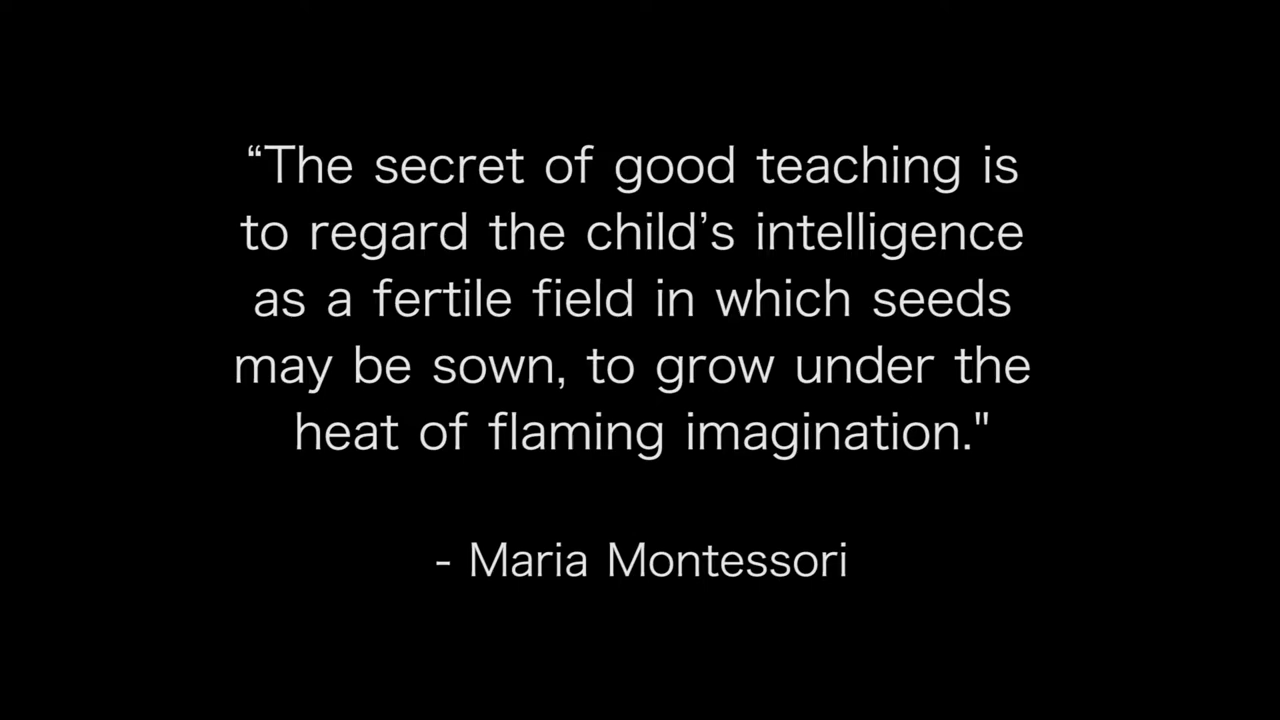 “The secret of good teaching is
to regard the child’s intelligence
as a fertile field in which seeds
may be sown, to grow under the
heat of flaming imagination."
- Maria Montessori